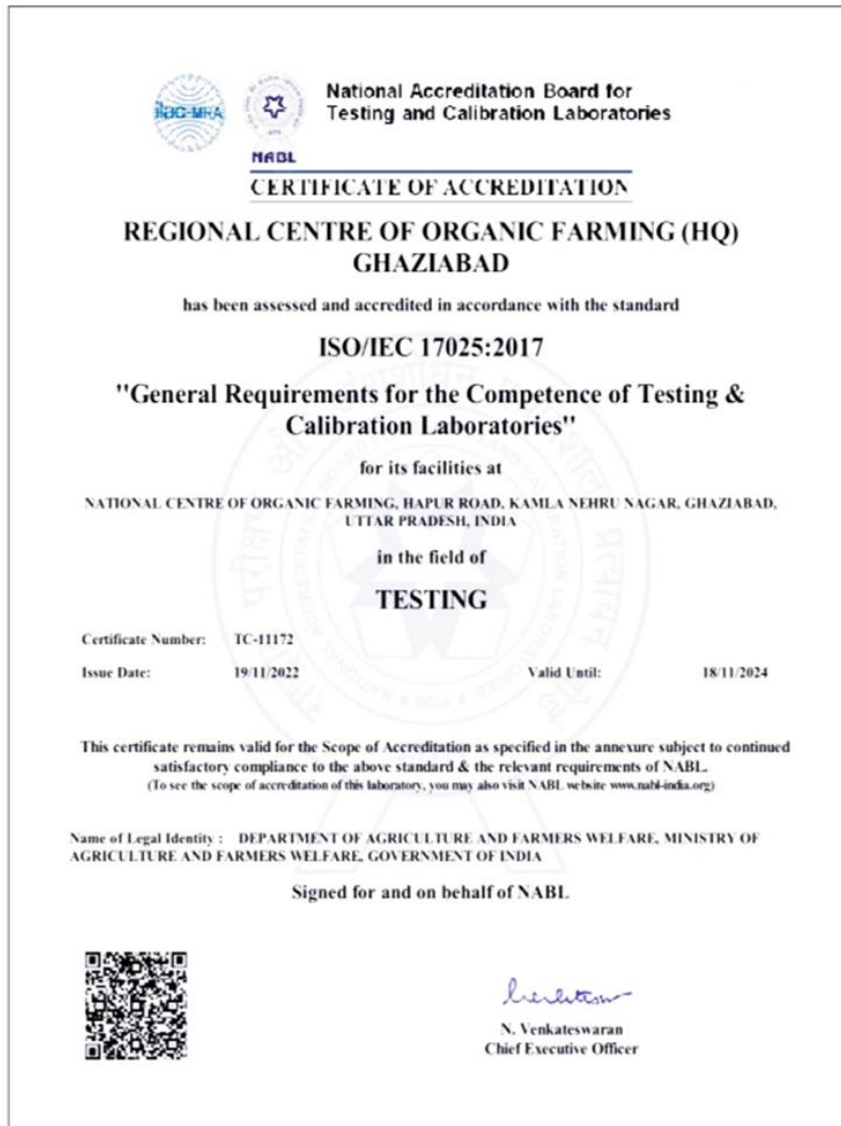 ilac-MRA
NABL
National Accreditation Board for
Testing and Calibration Laboratories
CERTIFICATE OF ACCREDITATION
REGIONAL CENTRE OF ORGANIC FARMING (HQ)
GHAZIABAD
has been assessed and accredited in accordance with the standard
ISO/IEC 17025:2017
"General Requirements for the Competence of Testing &
Calibration Laboratories"
for its facilities at
NATIONAL CENTRE OF ORGANIC FARMING, HAPUR ROAD, KAMLA NEHRU NAGAR, GHAZIABAD,
UTTAR PRADESH, INDIA
in the field of
TESTING
Certificate Number: TC-11172
Issue Date: 19/11/2022 Valid Until: 18/11/2024
This certificate remains valid for the Scope of Accreditation as specified in the annexure subject to continued
satisfactory compliance to the above standard & the relevant requirements of NABL.
(To see the scope of accreditation of this laboratory, you may also visit NABL website www.nabl-india.org)
Name of Legal Identity : DEPARTMENT OF AGRICULTURE AND FARMERS WELFARE, MINISTRY OF
AGRICULTURE AND FARMERS WELFARE, GOVERNMENT OF INDIA
Signed for and on behalf of NABL
N. Venkateswaran
Chief Executive Officer